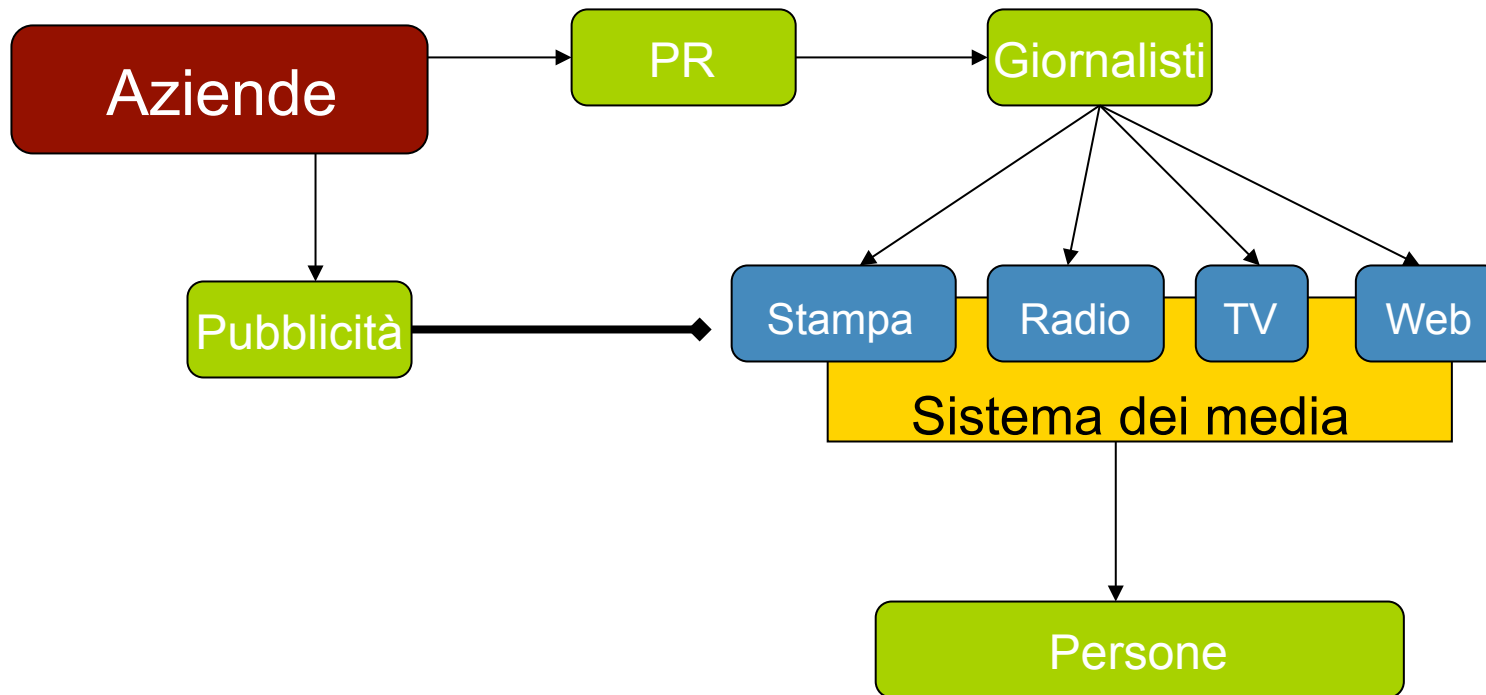 Aziende
PR
Giornalisti
Pubblicità
Stampa
Radio
TV
Web
Sistema dei media
Persone